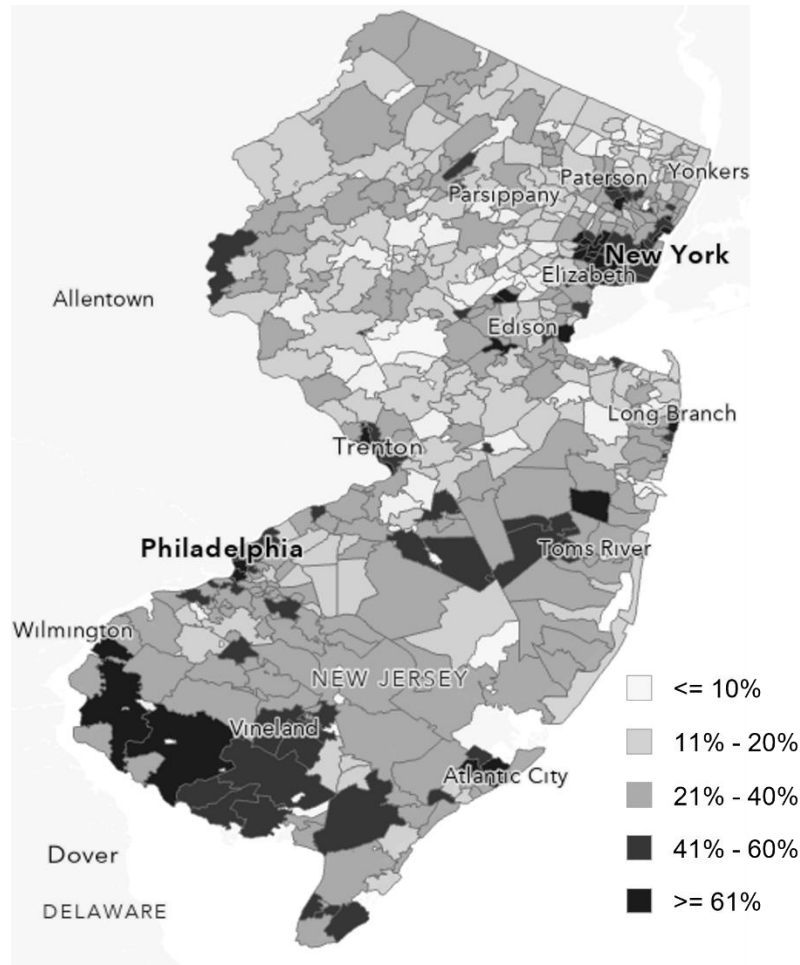 Paterson
Yonkers
Parsippany
New York
Elizabeth
Allentown
Edison
Long Branch
Trenton
Philadelphia
Toms River
Wilmington
NEW JERSEY
<= 10%
Vineland
11% - 20%
Atlantic City
21% - 40%
Dover
41% - 60%
DELAWARE
>= 61%